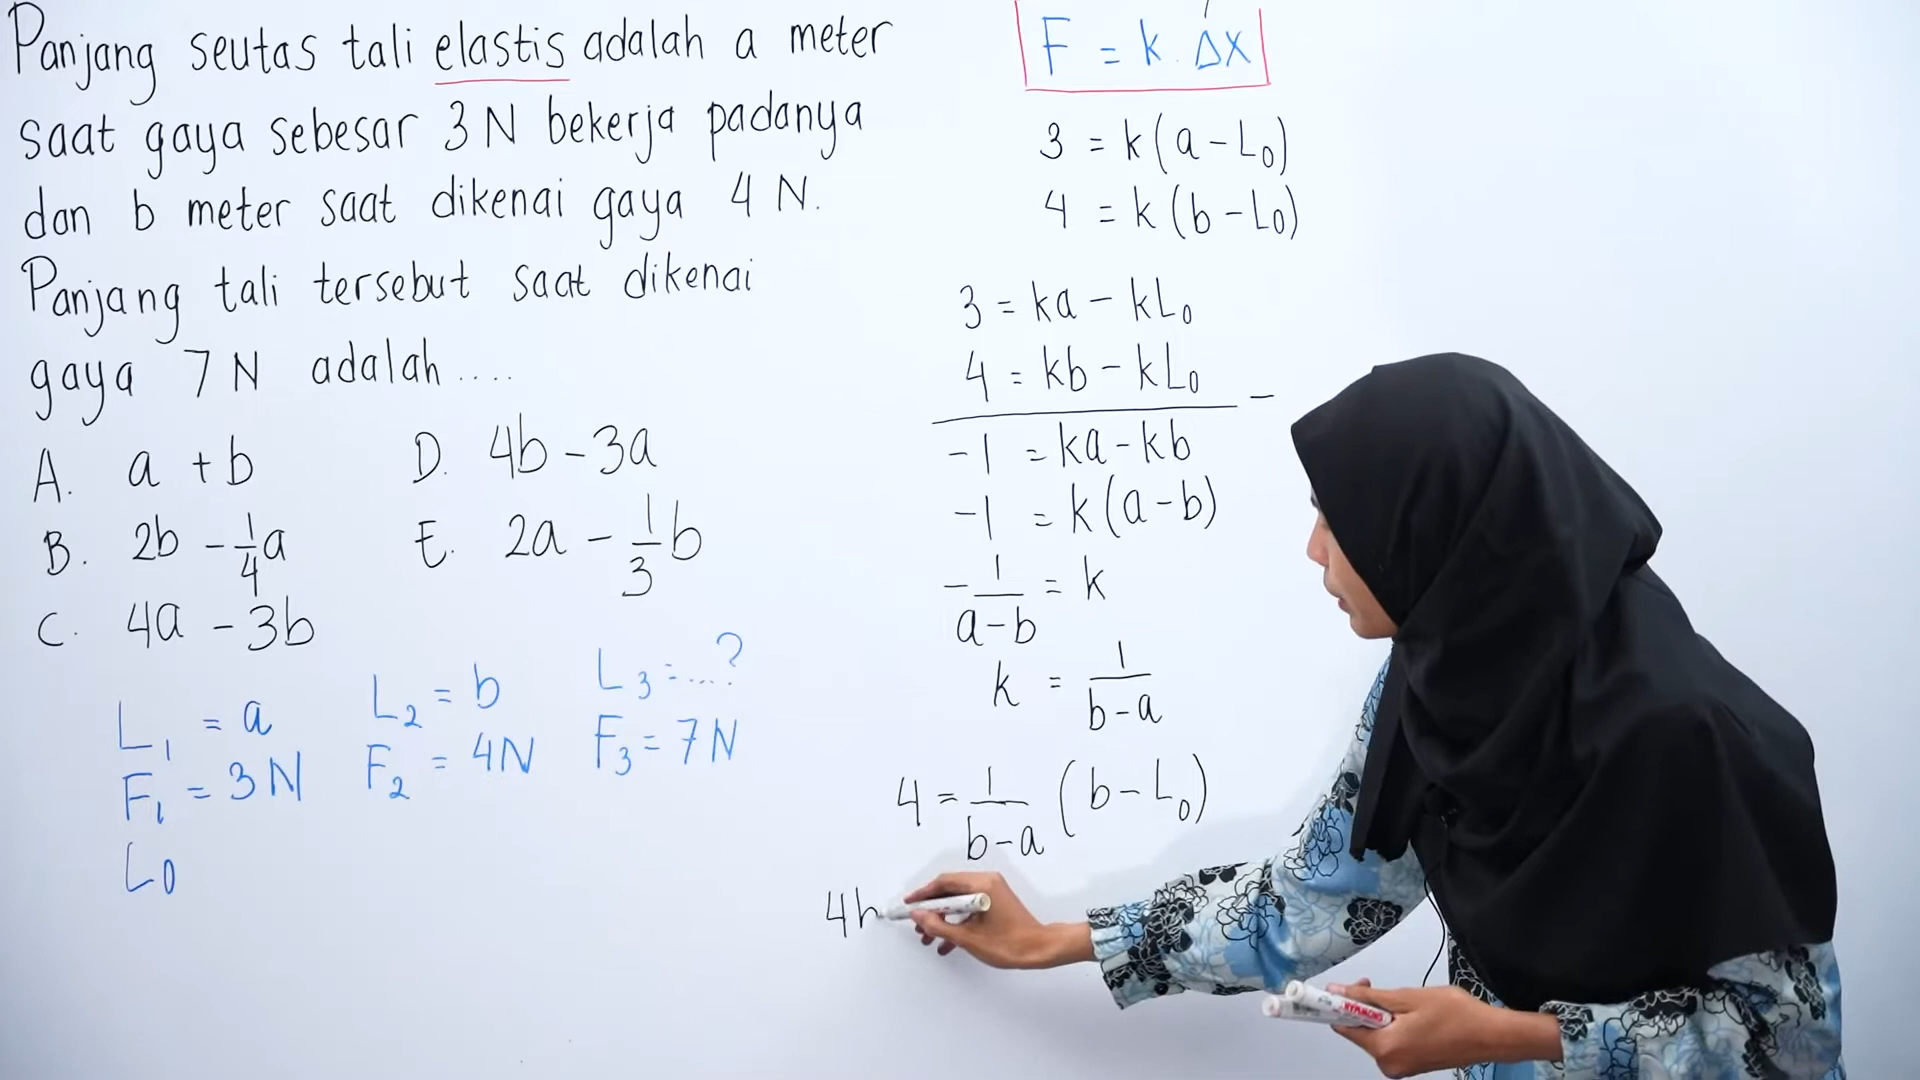 Panjang seutas tali elastis adalah a meter
saat gaya sebesar 3 N bekerja padanya
dan b meter saat dikenai gaya 4 N.
Panjang tali tersebut saat dikenai
gaya 7 N adalah ....
A. a + b
B. 2b - 1/4 a
C. 4a - 3b
D. 4b - 3a
E. 2a - 1/3 b
L₁ = a
F₁ = 3 N
L₀
L₂ = b
F₂ = 4N
L₃ = ...?
F₃ = 7 N
F = k . Δx
3 = k(a - L₀)
4 = k(b - L₀)
3 = ka - kL₀
4 = kb - kL₀ -
-1 = ka - kb
-1 = k(a - b)
- 1/(a-b) = k
k = 1/(b-a)
4 = 1/(b-a) (b - L₀)
SNOWMAN